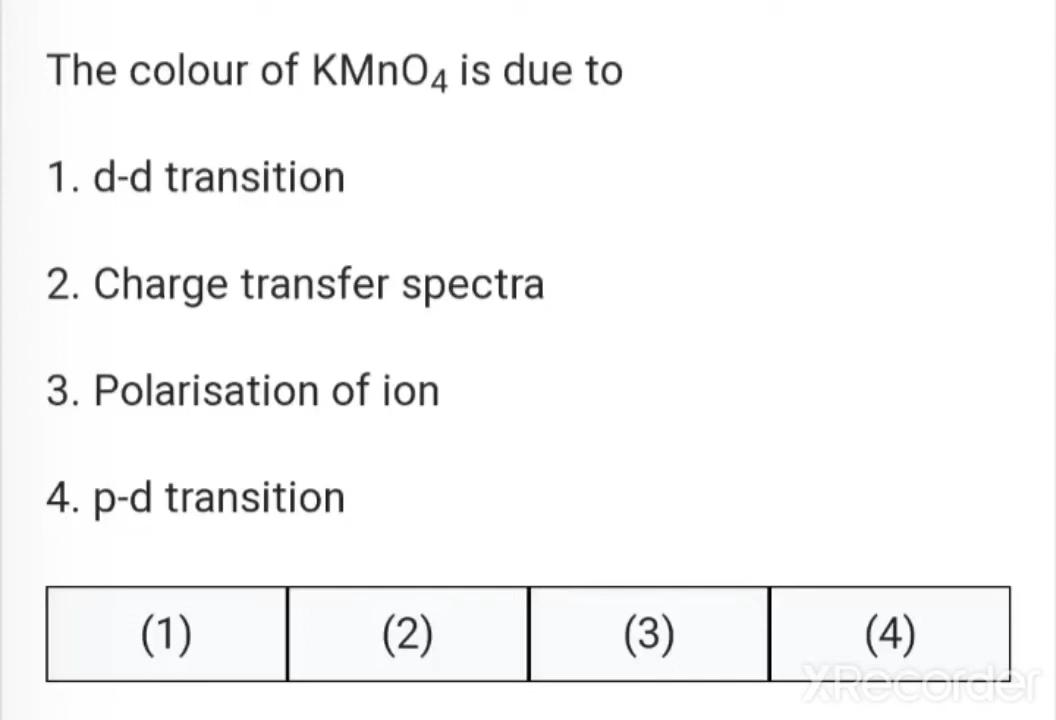 The colour of KMnO₄ is due to
1. d-d transition
2. Charge transfer spectra
3. Polarisation of ion
4. p-d transition
(1) (2) (3) (4)
XRecorder